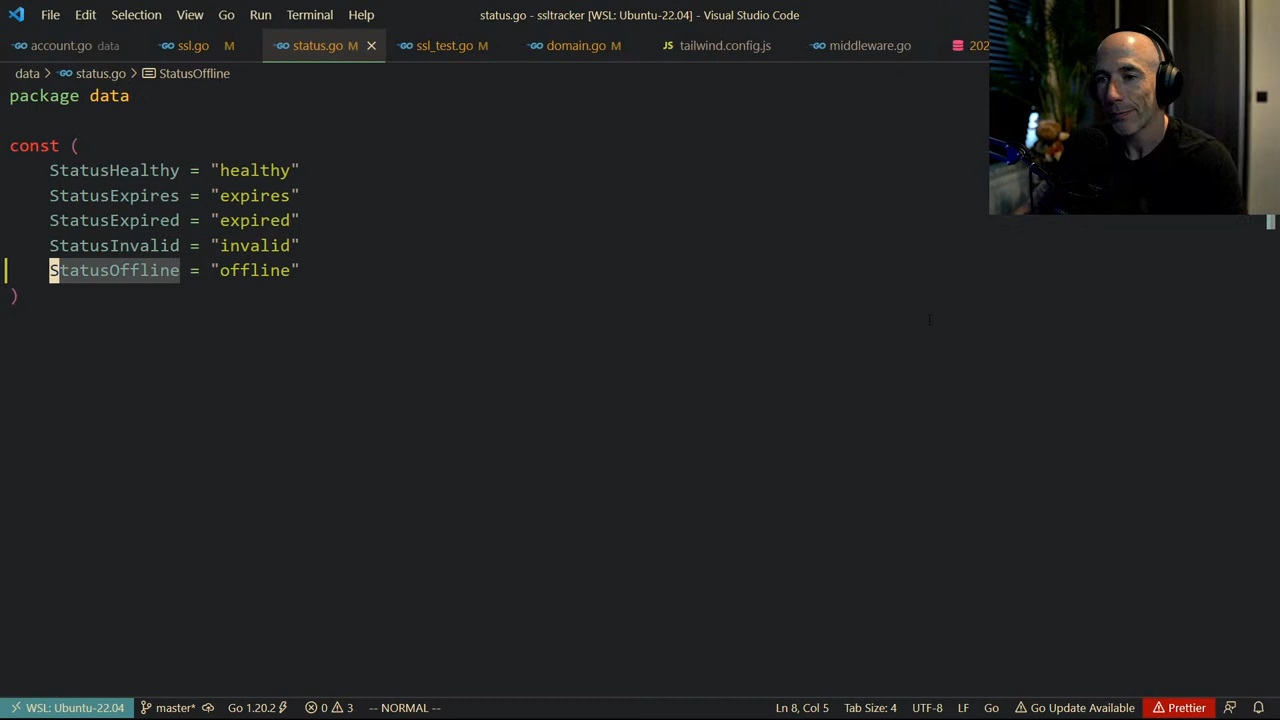 File Edit Selection View Go Run Terminal Help
status.go - ssltracker [WSL: Ubuntu-22.04] - Visual Studio Code
account.go data
ssl.go M
status.go M
ssl_test.go M
domain.go M
JS tailwind.config.js
middleware.go
202
data > status.go > StatusOffline
package data
const (
StatusHealthy = "healthy"
StatusExpires = "expires"
StatusExpired = "expired"
StatusInvalid = "invalid"
StatusOffline = "offline"
)
WSL: Ubuntu-22.04 master* Go 1.20.2 0 3 -- NORMAL -- Ln 8, Col 5 Tab Size: 4 UTF-8 LF Go Go Update Available Prettier